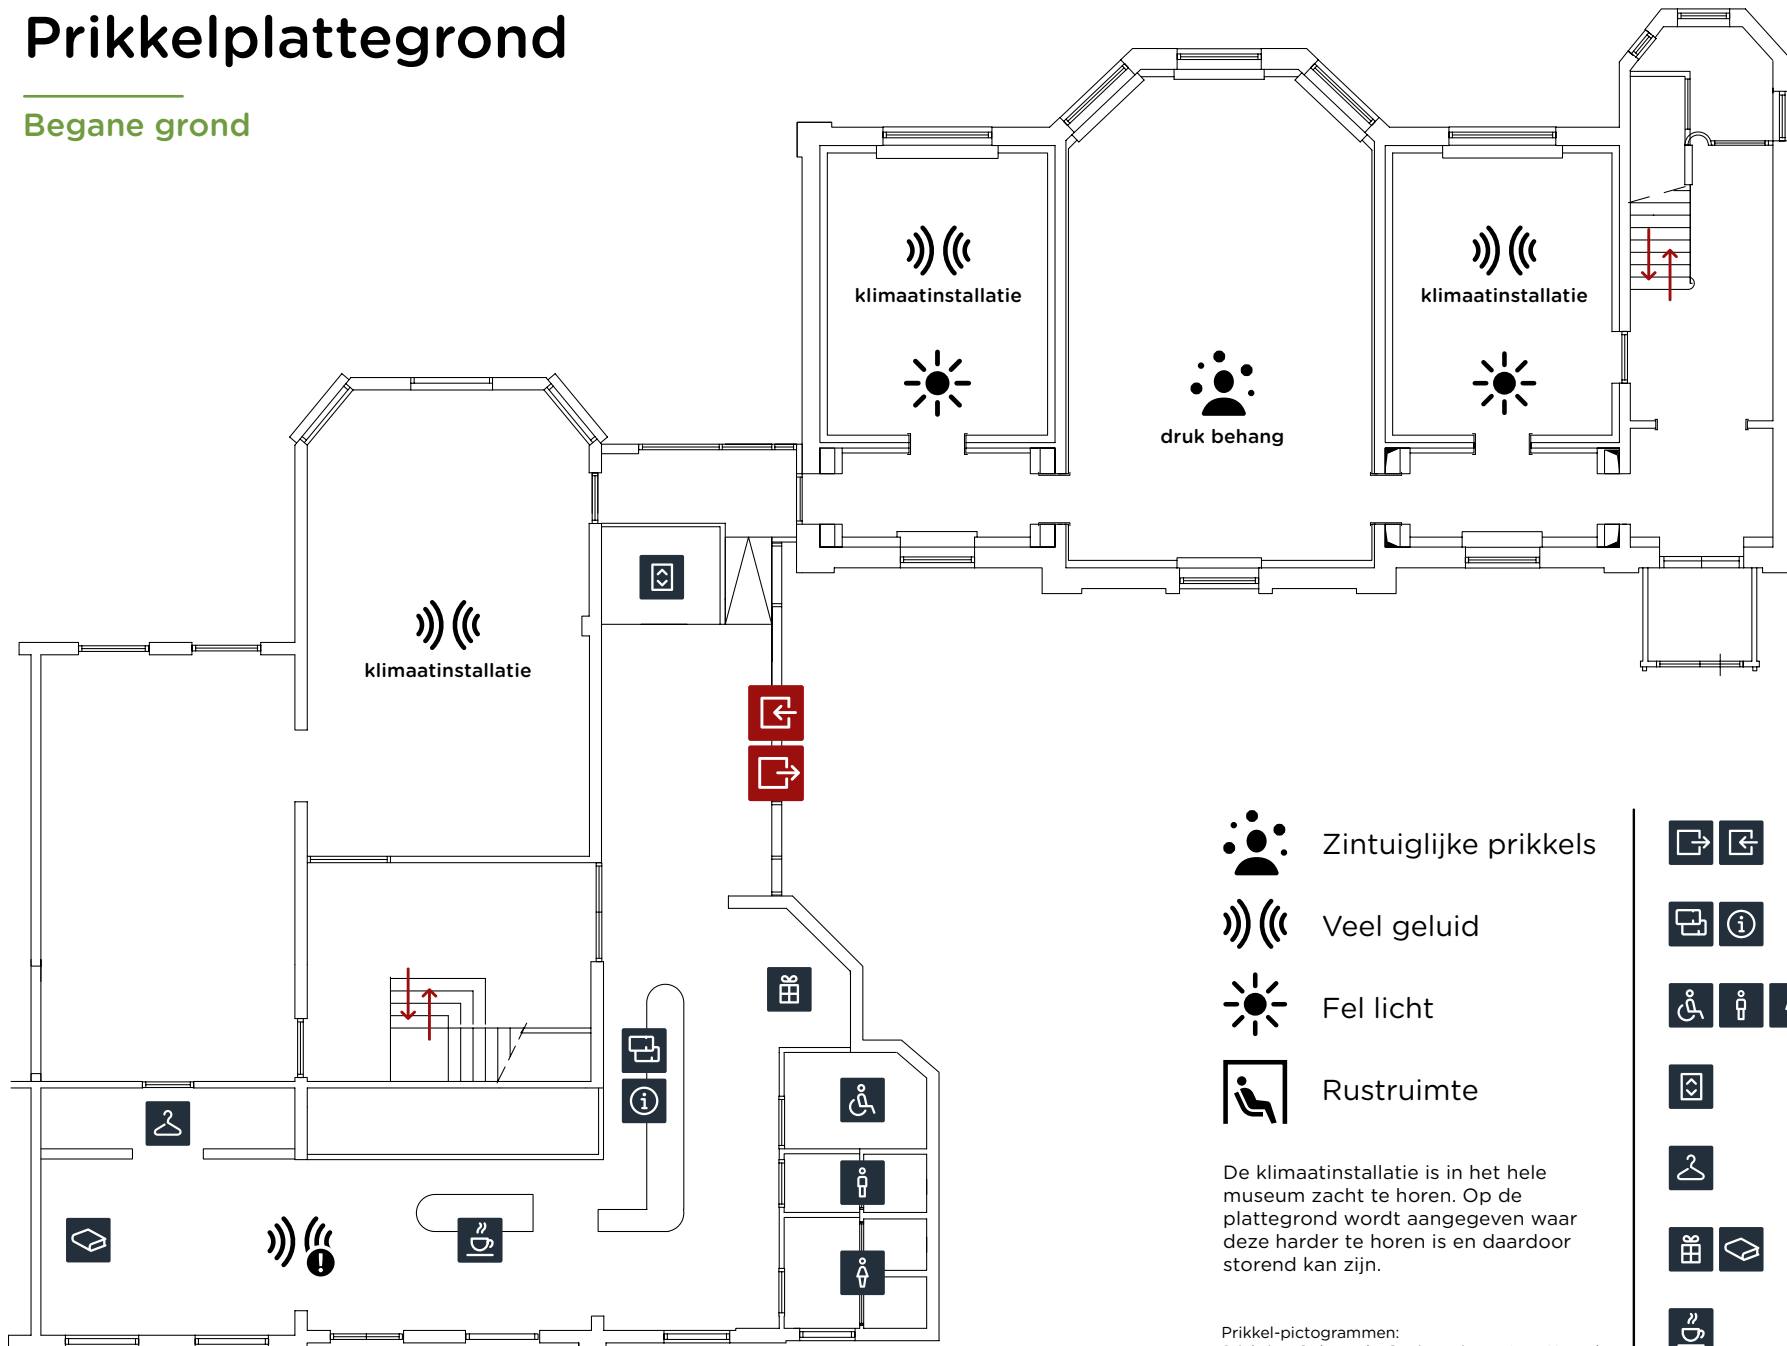 Prikkelplattegrond
Begane grond
klimaatinstallatie
klimaatinstallatie
druk behang
klimaatinstallatie
Zintuiglijke prikkels
Veel geluid
Fel licht
Rustruimte
De klimaatinstallatie is in het hele
museum zacht te horen. Op de
plattegrond wordt aangegeven waar
deze harder te horen is en daardoor
storend kan zijn.
Prikkel-pictogrammen: